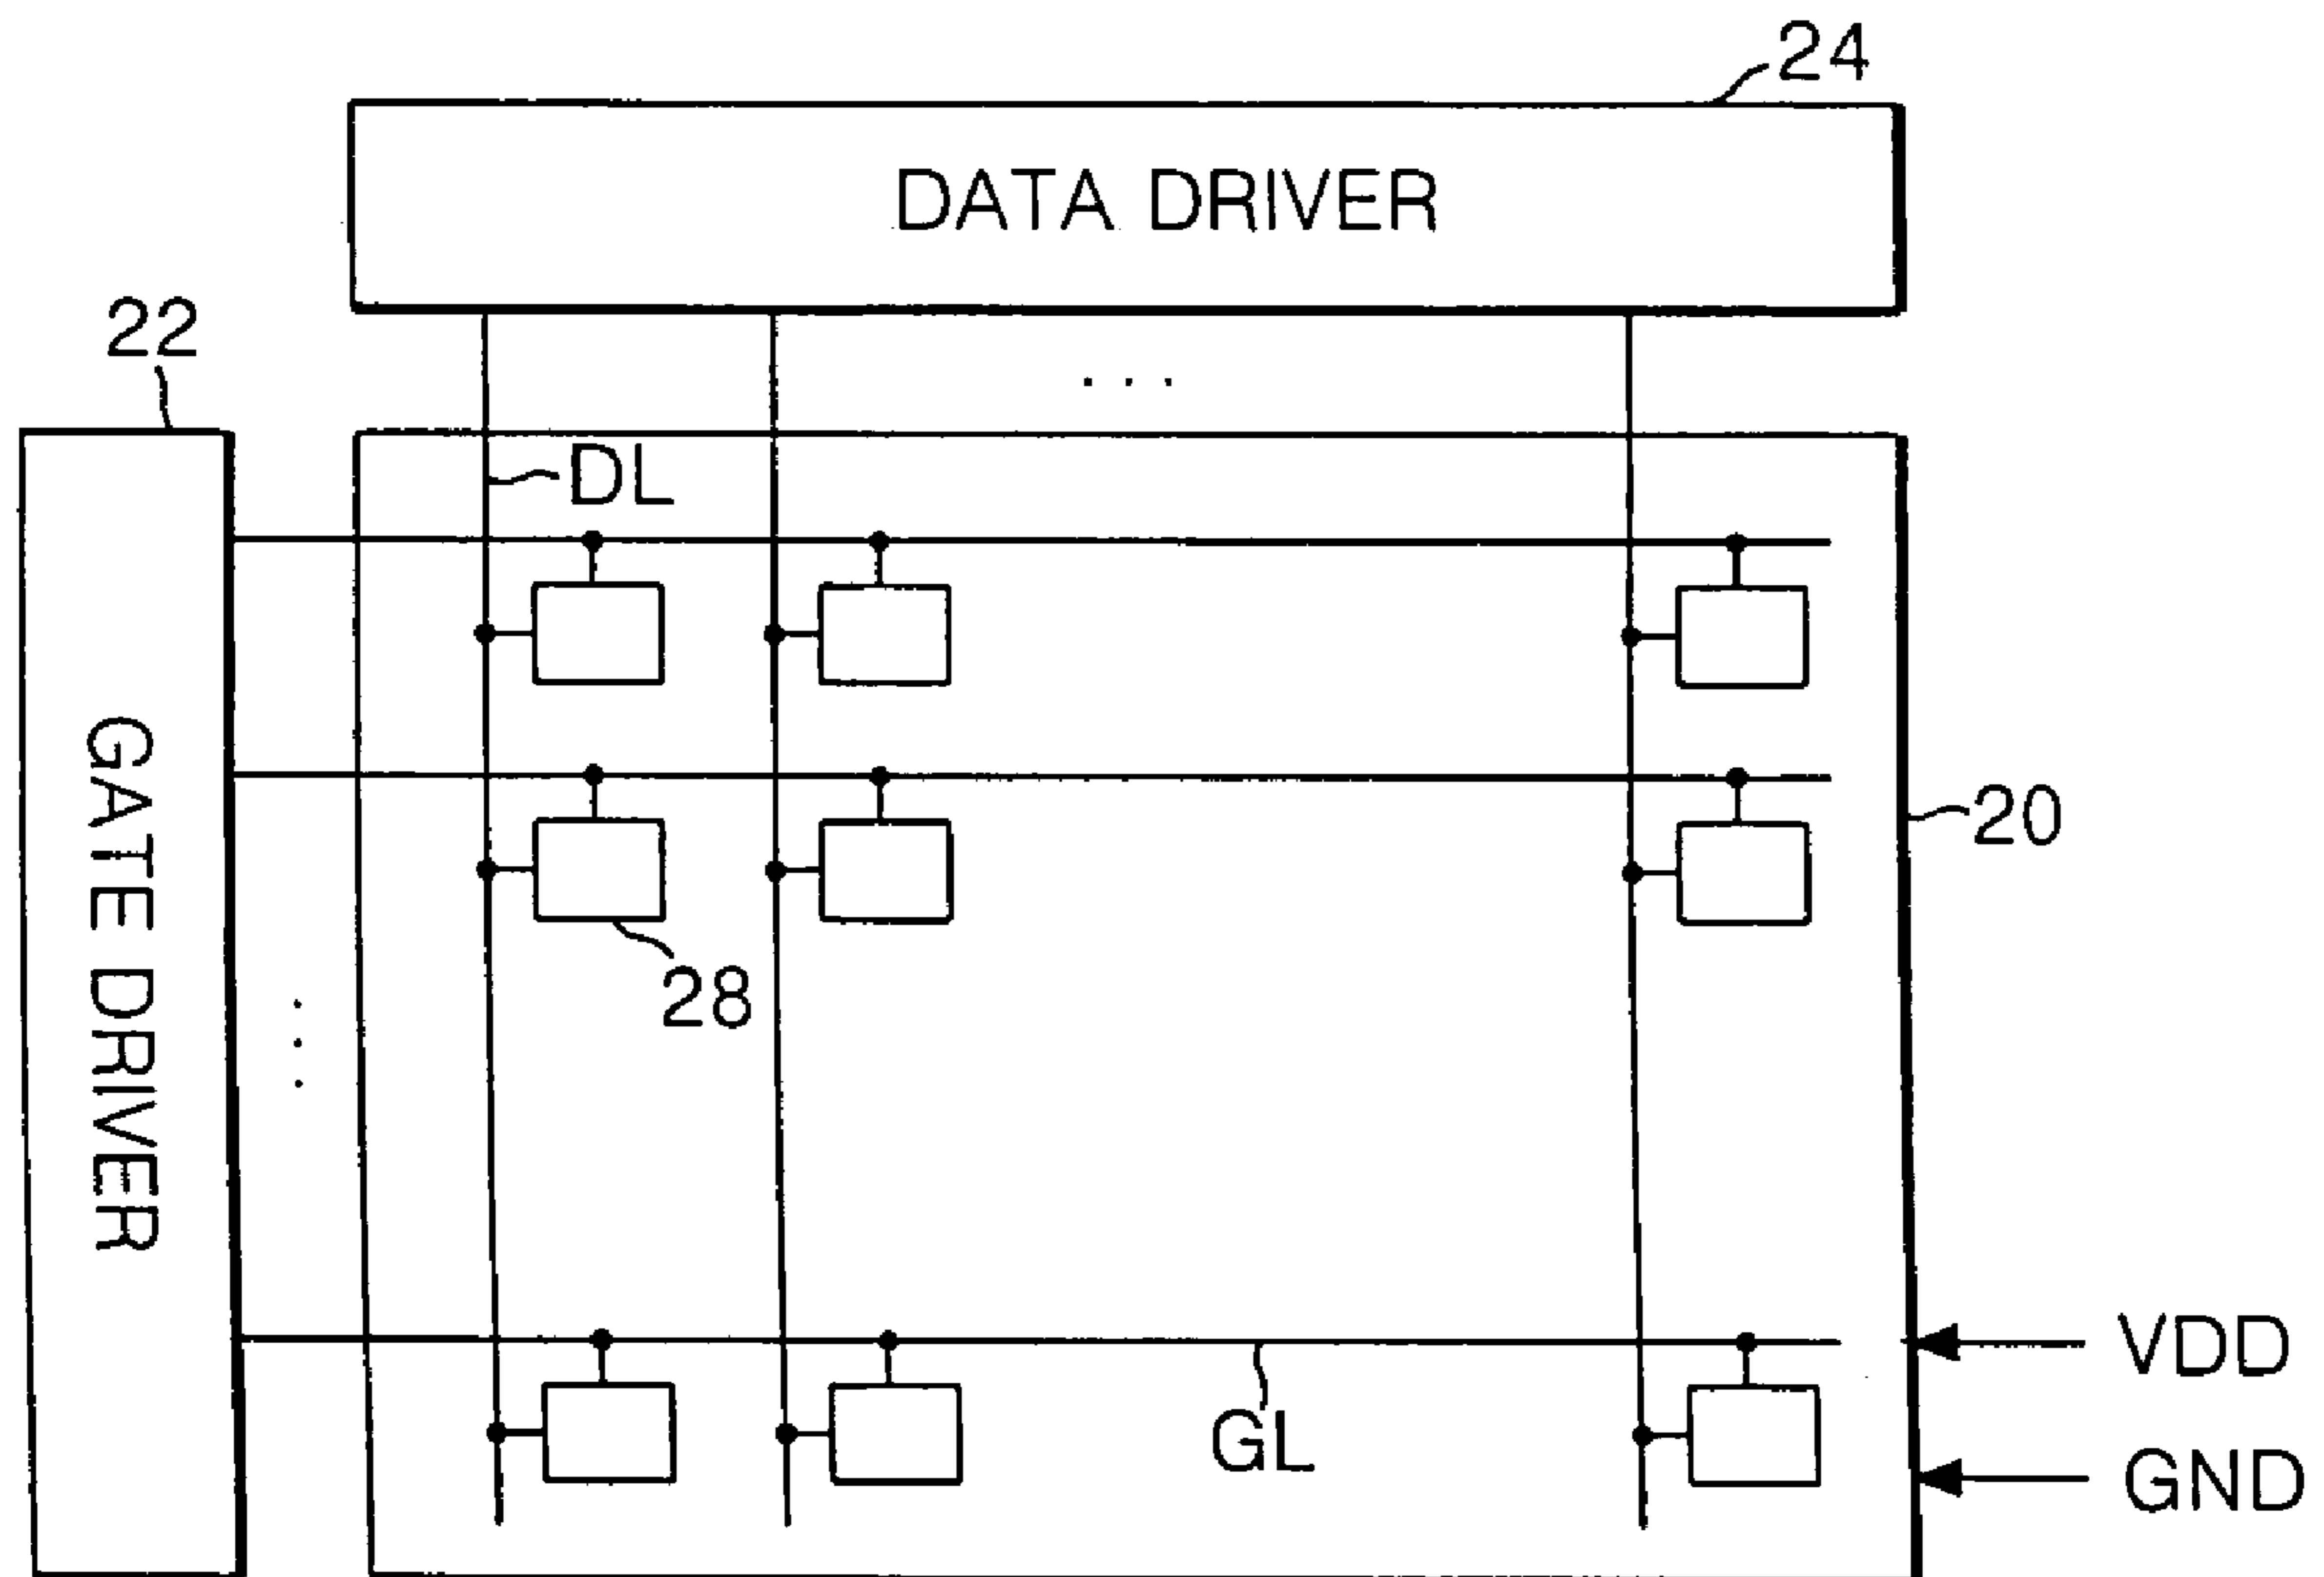 24
DATA DRIVER
22
DL
GATE DRIVER
20
28
VDD
GL
GND